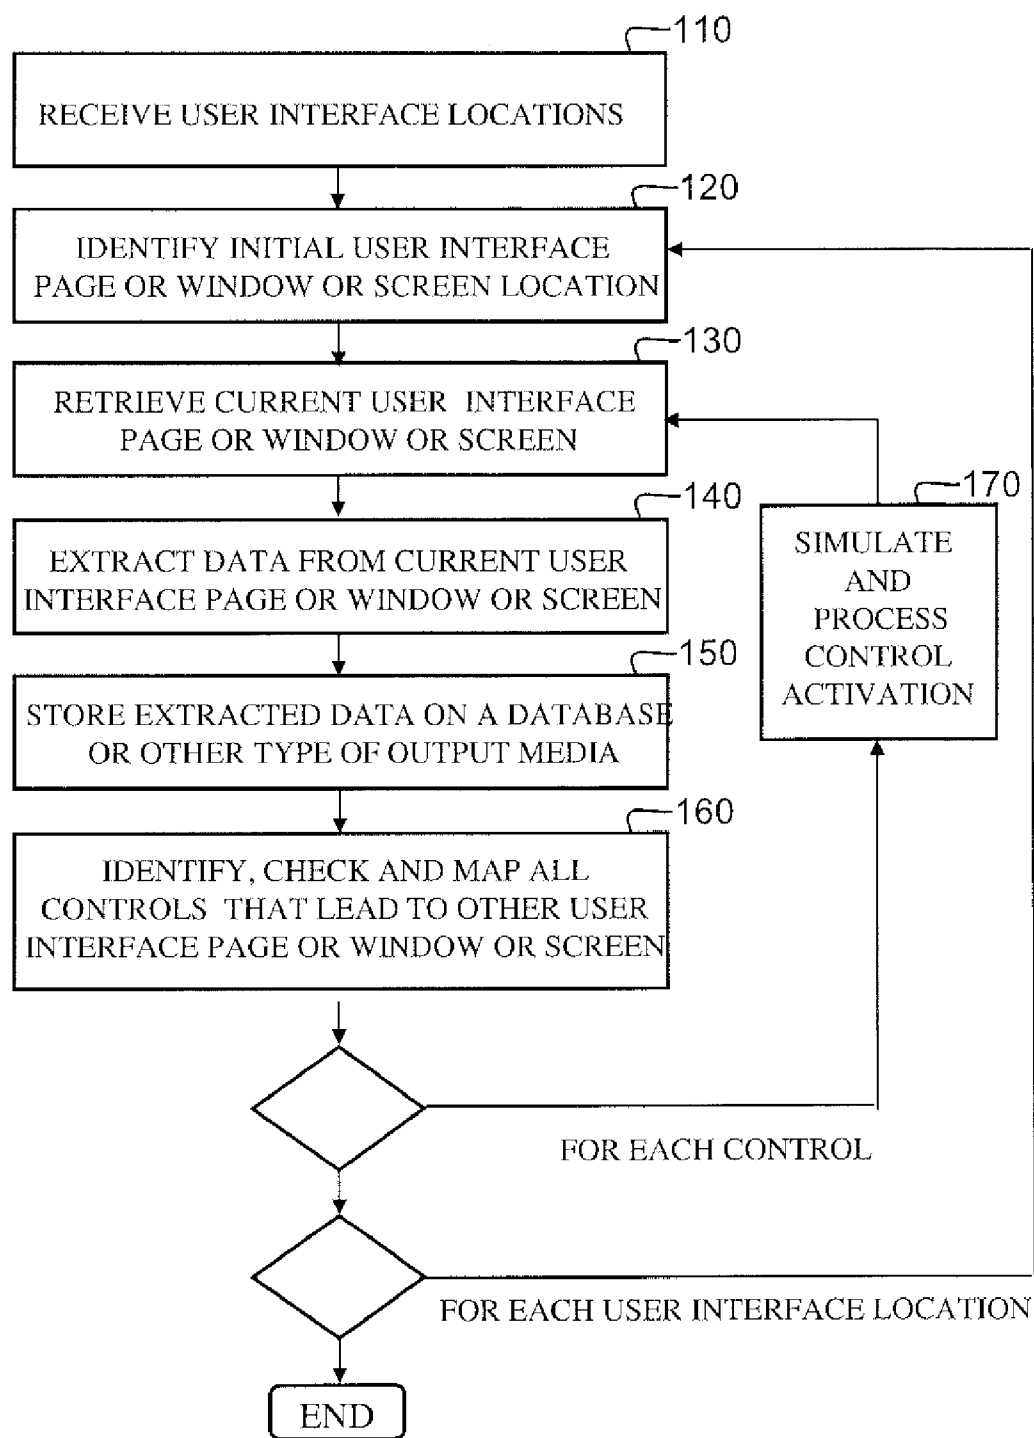 110
RECEIVE USER INTERFACE LOCATIONS
120
IDENTIFY INITIAL USER INTERFACE
PAGE OR WINDOW OR SCREEN LOCATION
130
RETRIEVE CURRENT USER INTERFACE
PAGE OR WINDOW OR SCREEN
140
EXTRACT DATA FROM CURRENT USER
INTERFACE PAGE OR WINDOW OR SCREEN
170
SIMULATE
AND
PROCESS
CONTROL
ACTIVATION
150
STORE EXTRACTED DATA ON A DATABASE
OR OTHER TYPE OF OUTPUT MEDIA
160
IDENTIFY, CHECK AND MAP ALL
CONTROLS THAT LEAD TO OTHER USER
INTERFACE PAGE OR WINDOW OR SCREEN
FOR EACH CONTROL
FOR EACH USER INTERFACE LOCATION
END